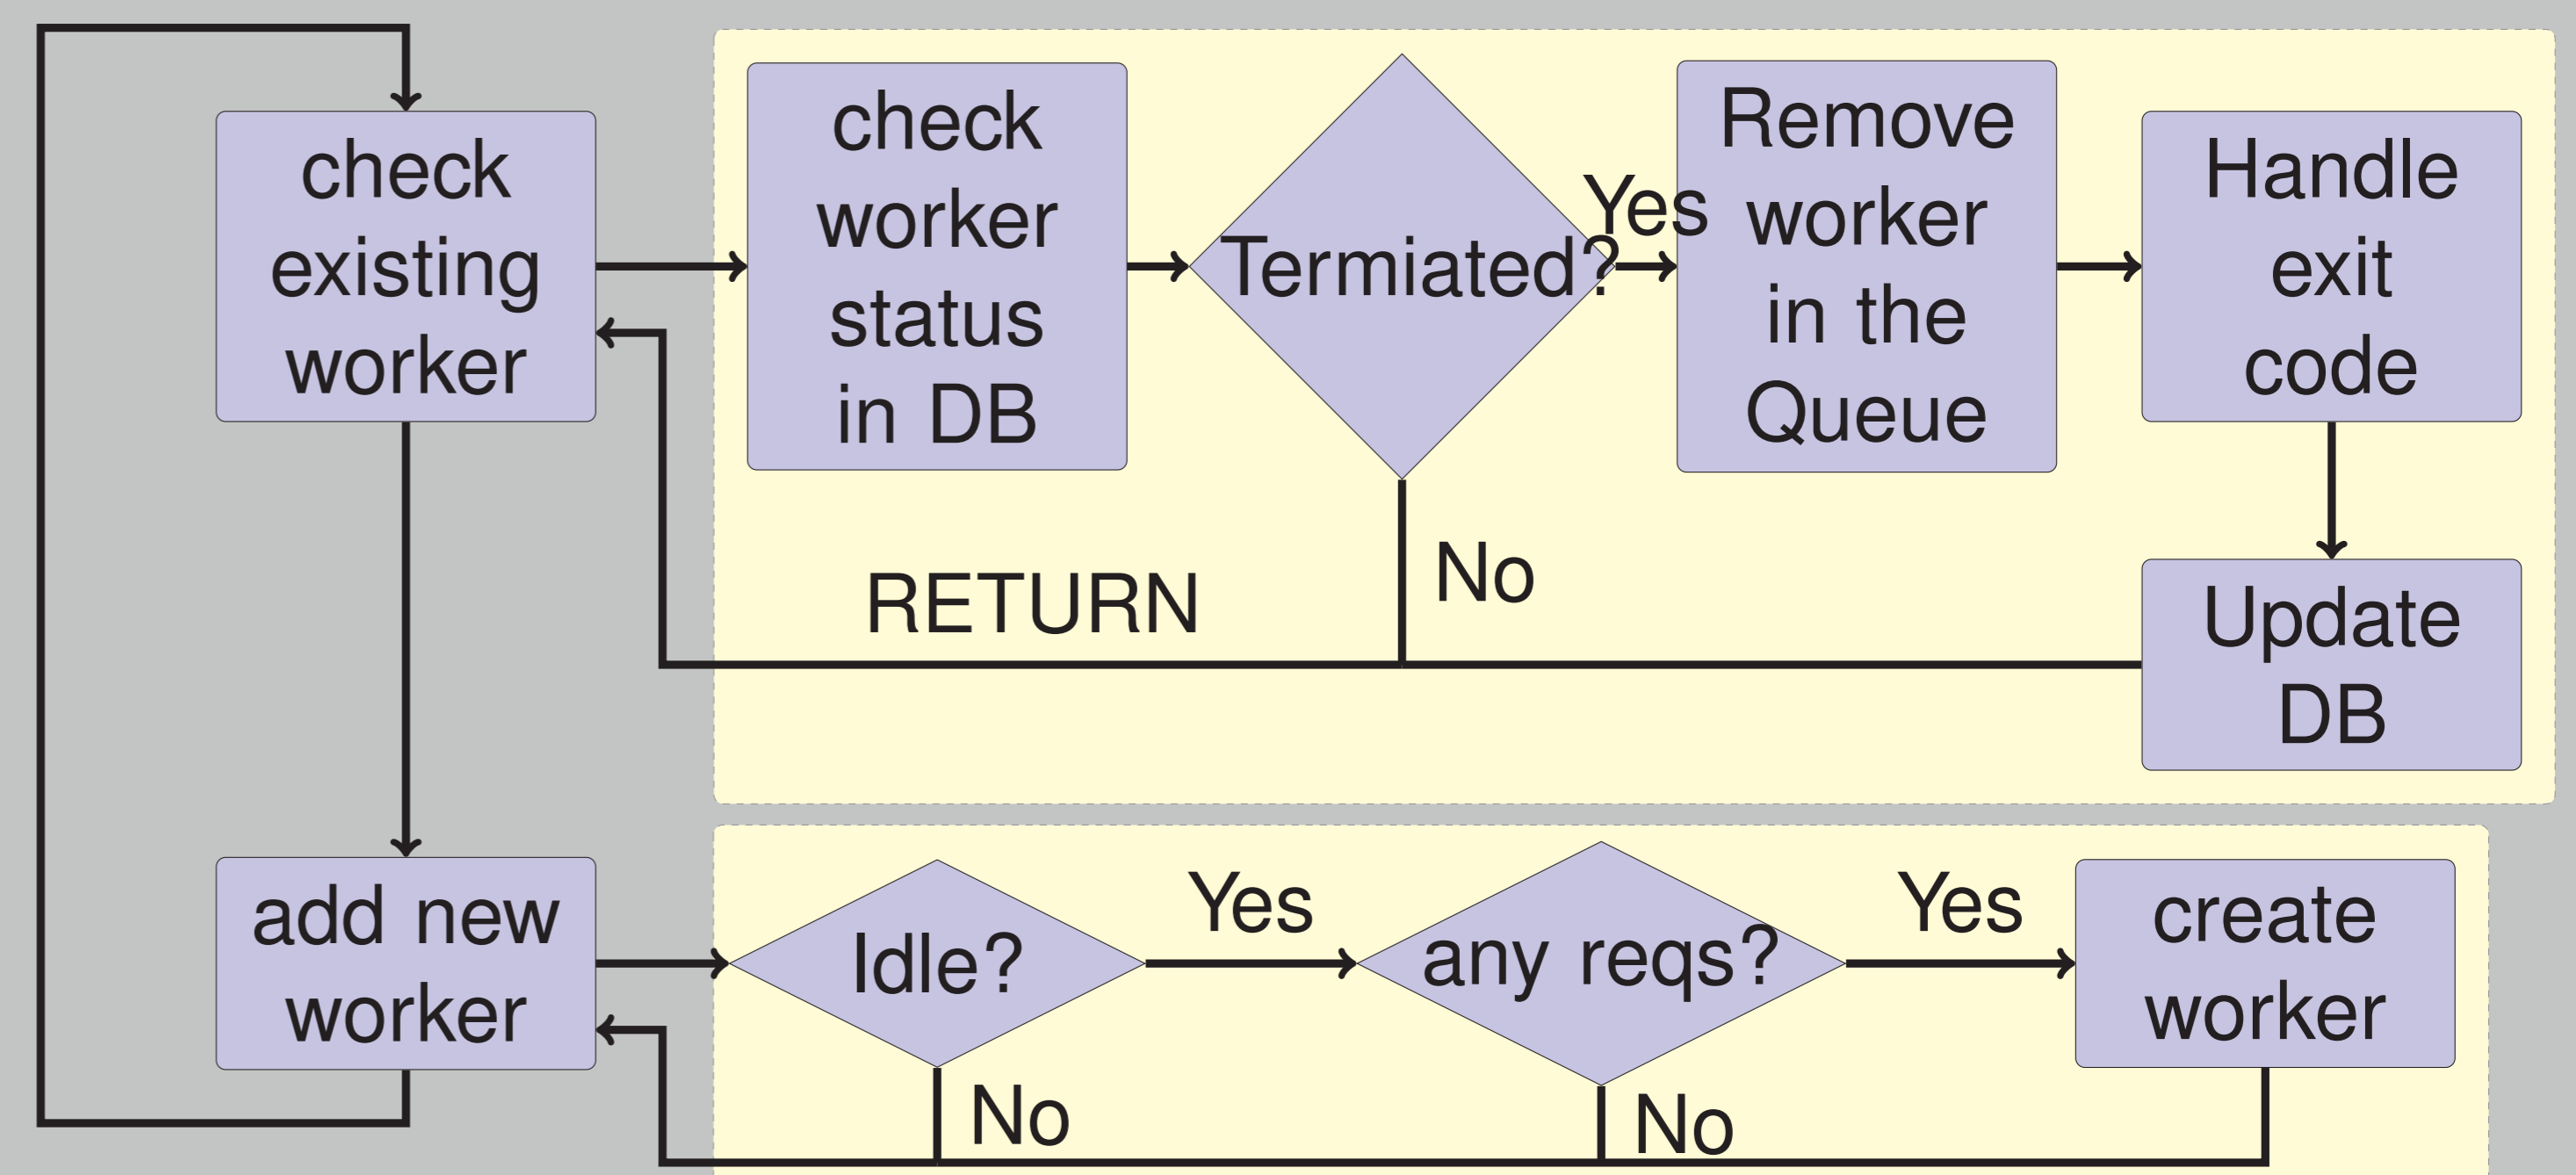 check
existing
worker
check
worker
status
in DB
Termiated?
Yes
Remove
worker
in the
Queue
Handle
exit
code
No
RETURN
Update
DB
add new
worker
Idle?
Yes
any reqs?
Yes
create
worker
No
No